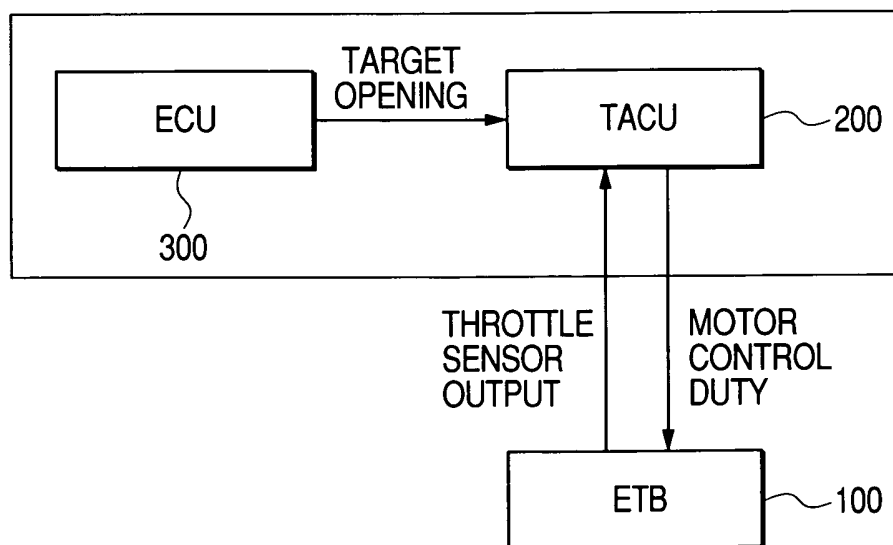 TARGET
OPENING
ECU
TACU
200
300
THROTTLE
SENSOR
OUTPUT
MOTOR
CONTROL
DUTY
ETB
100